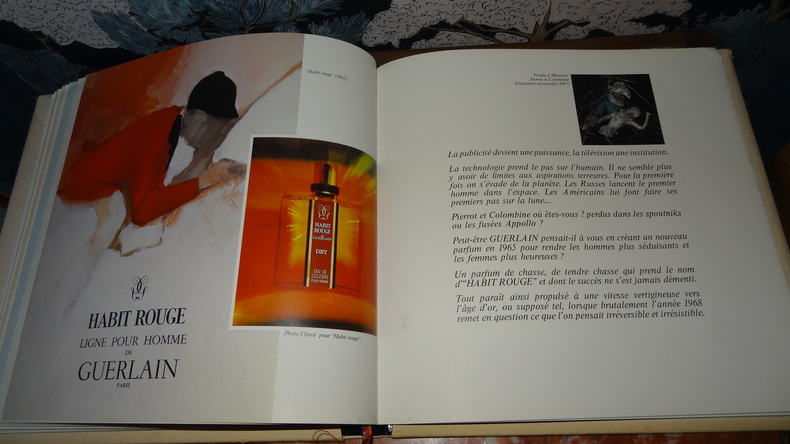 "Habit rouge" (1965)
HABIT
ROUGE
DE
GUERLAIN
DRY
EAU DE
COLOGNE
POUR HOMME
HABIT ROUGE
LIGNE POUR HOMME
DE
GUERLAIN
PARIS
Photo Chitol pour "Habit rouge".
Pierrot et Colombine
Exposition universelle (1967)
La publicité devient une puissance, la télévision une institution.
La technologie prend le pas sur l'humain. Il ne semble plus
y avoir de limites aux aspirations terrestres. Pour la première
fois on s'évade de la planète. Les Russes lancent le premier
homme dans l'espace. Les Américains lui font faire ses
premiers pas sur la lune...
Pierrot et Colombine où êtes-vous ? perdus dans les spoutniks
ou les fusées Appollo ?
Peut-être GUERLAIN pensait-il à vous en créant un nouveau
parfum en 1965 pour rendre les hommes plus séduisants et
les femmes plus heureuses ?
Un parfum de chasse, de tendre chasse qui prend le nom
d'"HABIT ROUGE" et dont le succès ne s'est jamais démenti.
Tout paraît ainsi propulsé à une vitesse vertigineuse vers
l'âge d'or, ou supposé tel, lorsque brutalement l'année 1968
remet en question ce que l'on pensait irréversible et irrésistible.